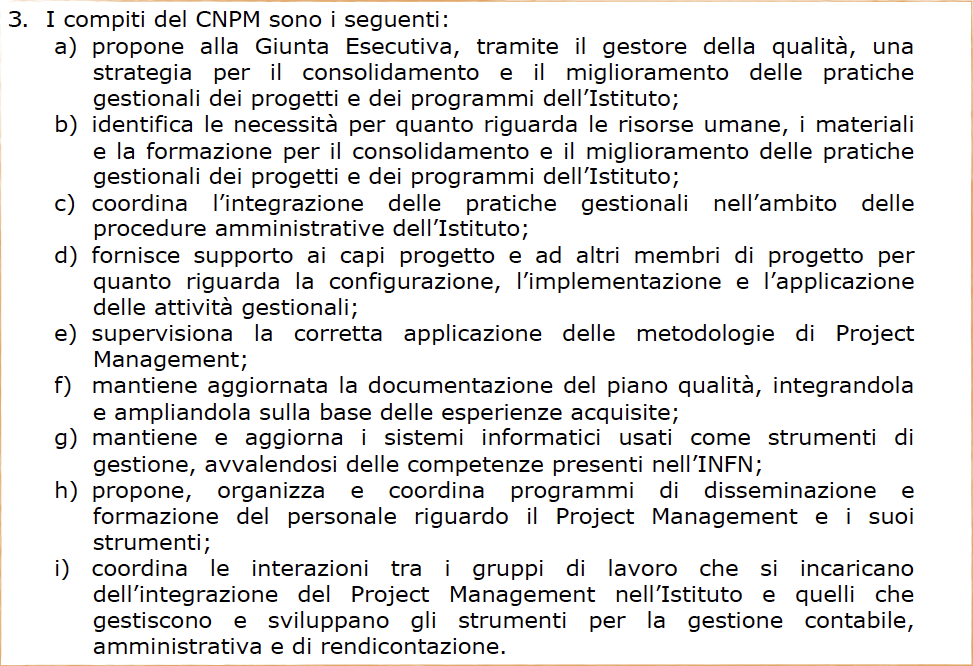 3. I compiti del CNPM sono i seguenti:
a) propone alla Giunta Esecutiva, tramite il gestore della qualità, una
strategia per il consolidamento e il miglioramento delle pratiche
gestionali dei progetti e dei programmi dell’Istituto;
b) identifica le necessità per quanto riguarda le risorse umane, i materiali
e la formazione per il consolidamento e il miglioramento delle pratiche
gestionali dei progetti e dei programmi dell’Istituto;
c) coordina l’integrazione delle pratiche gestionali nell’ambito delle
procedure amministrative dell’Istituto;
d) fornisce supporto ai capi progetto e ad altri membri di progetto per
quanto riguarda la configurazione, l’implementazione e l’applicazione
delle attività gestionali;
e) supervisiona la corretta applicazione delle metodologie di Project
Management;
f) mantiene aggiornata la documentazione del piano qualità, integrandola
e ampliandola sulla base delle esperienze acquisite;
g) mantiene e aggiorna i sistemi informatici usati come strumenti di
gestione, avvalendosi delle competenze presenti nell’INFN;
h) propone, organizza e coordina programmi di disseminazione e
formazione del personale riguardo il Project Management e i suoi
strumenti;
i) coordina le interazioni tra i gruppi di lavoro che si incaricano
dell’integrazione del Project Management nell’Istituto e quelli che
gestiscono e sviluppano gli strumenti per la gestione contabile,
amministrativa e di rendicontazione.